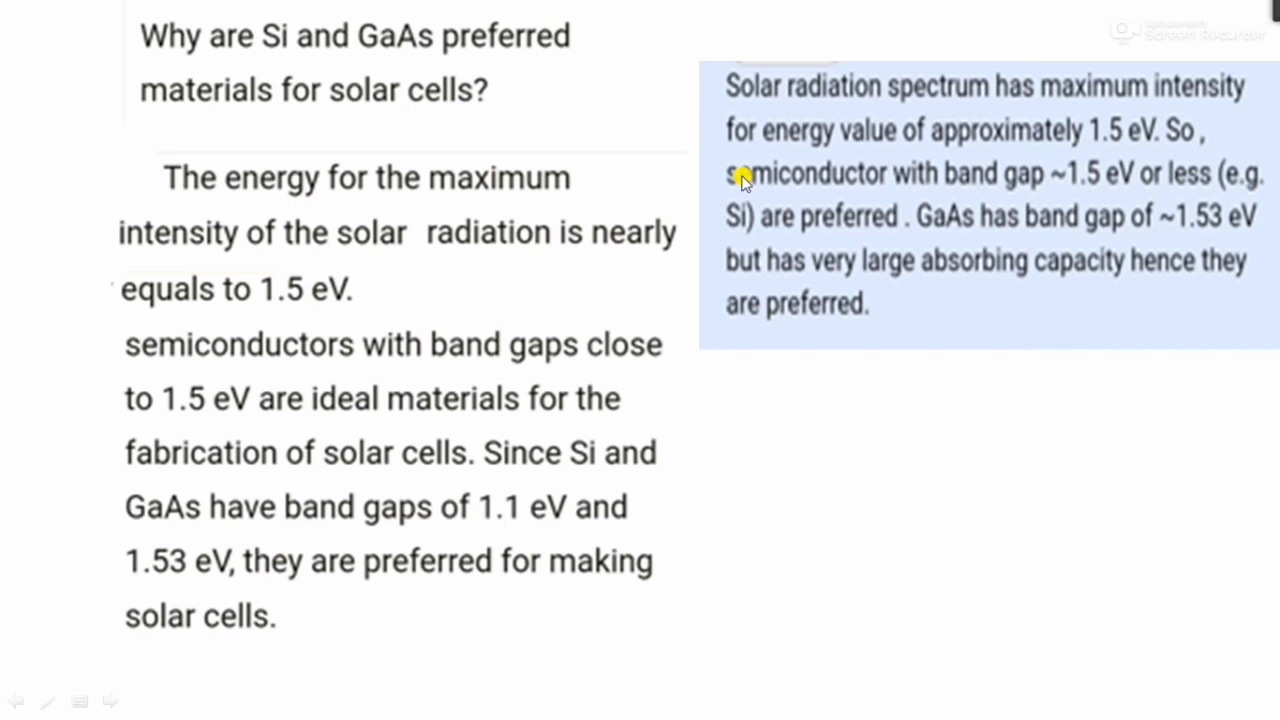 Why are Si and GaAs preferred
materials for solar cells?
The energy for the maximum
intensity of the solar radiation is nearly
equals to 1.5 eV.
semiconductors with band gaps close
to 1.5 eV are ideal materials for the
fabrication of solar cells. Since Si and
GaAs have band gaps of 1.1 eV and
1.53 eV, they are preferred for making
solar cells.
Screen Recorder
Solar radiation spectrum has maximum intensity
for energy value of approximately 1.5 eV. So ,
semiconductor with band gap ~1.5 eV or less (e.g.
Si) are preferred . GaAs has band gap of ~1.53 eV
but has very large absorbing capacity hence they
are preferred.